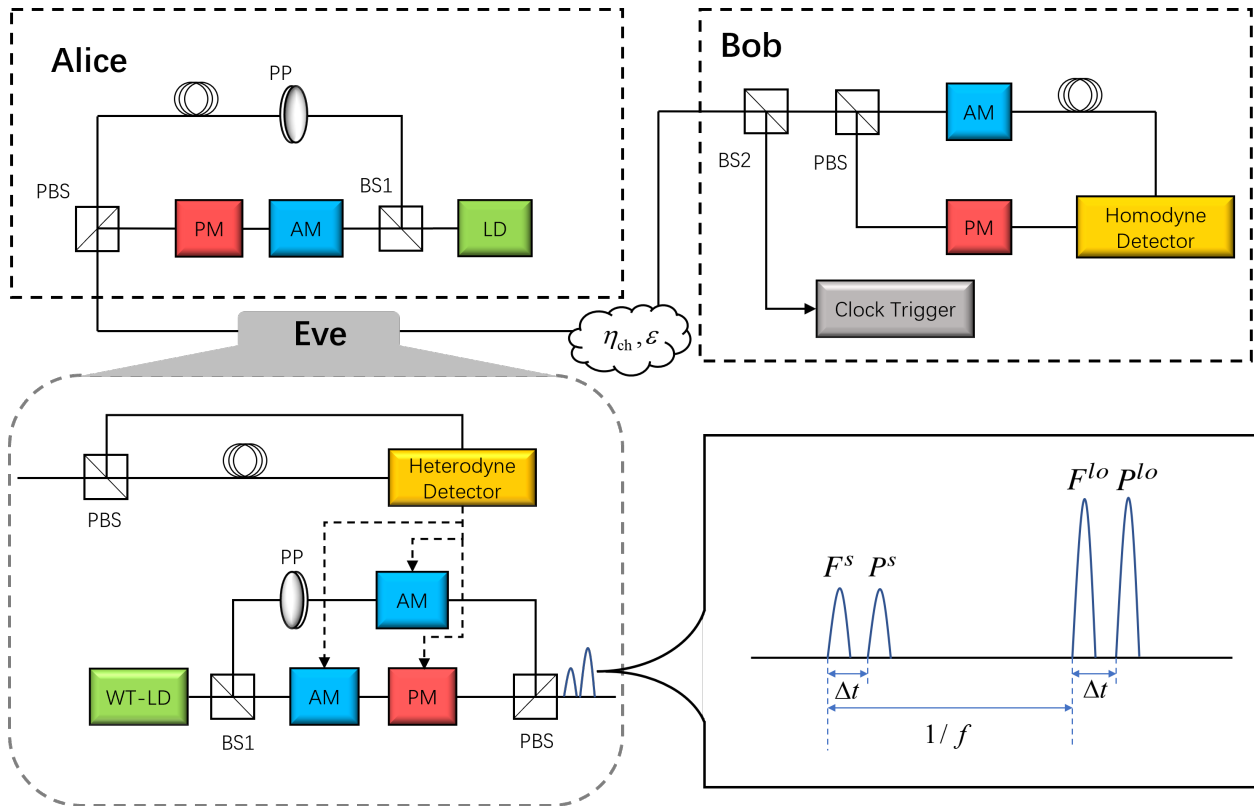 Alice
PP
BS1
PBS
PM
AM
LD
Bob
BS2
PBS
AM
PM
Homodyne
Detector
Clock Trigger
Eve
η_ch, ε
PBS
Heterodyne
Detector
PP
AM
WT-LD
BS1
AM
PM
PBS
F^s
P^s
F^lo
P^lo
Δt
Δt
1/f